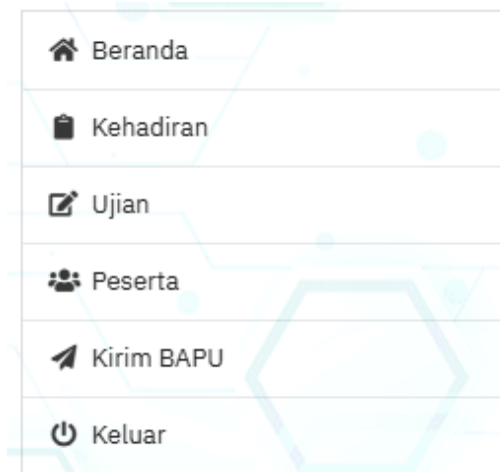 Beranda
Kehadiran
Ujian
Peserta
Kirim BAPU
Keluar